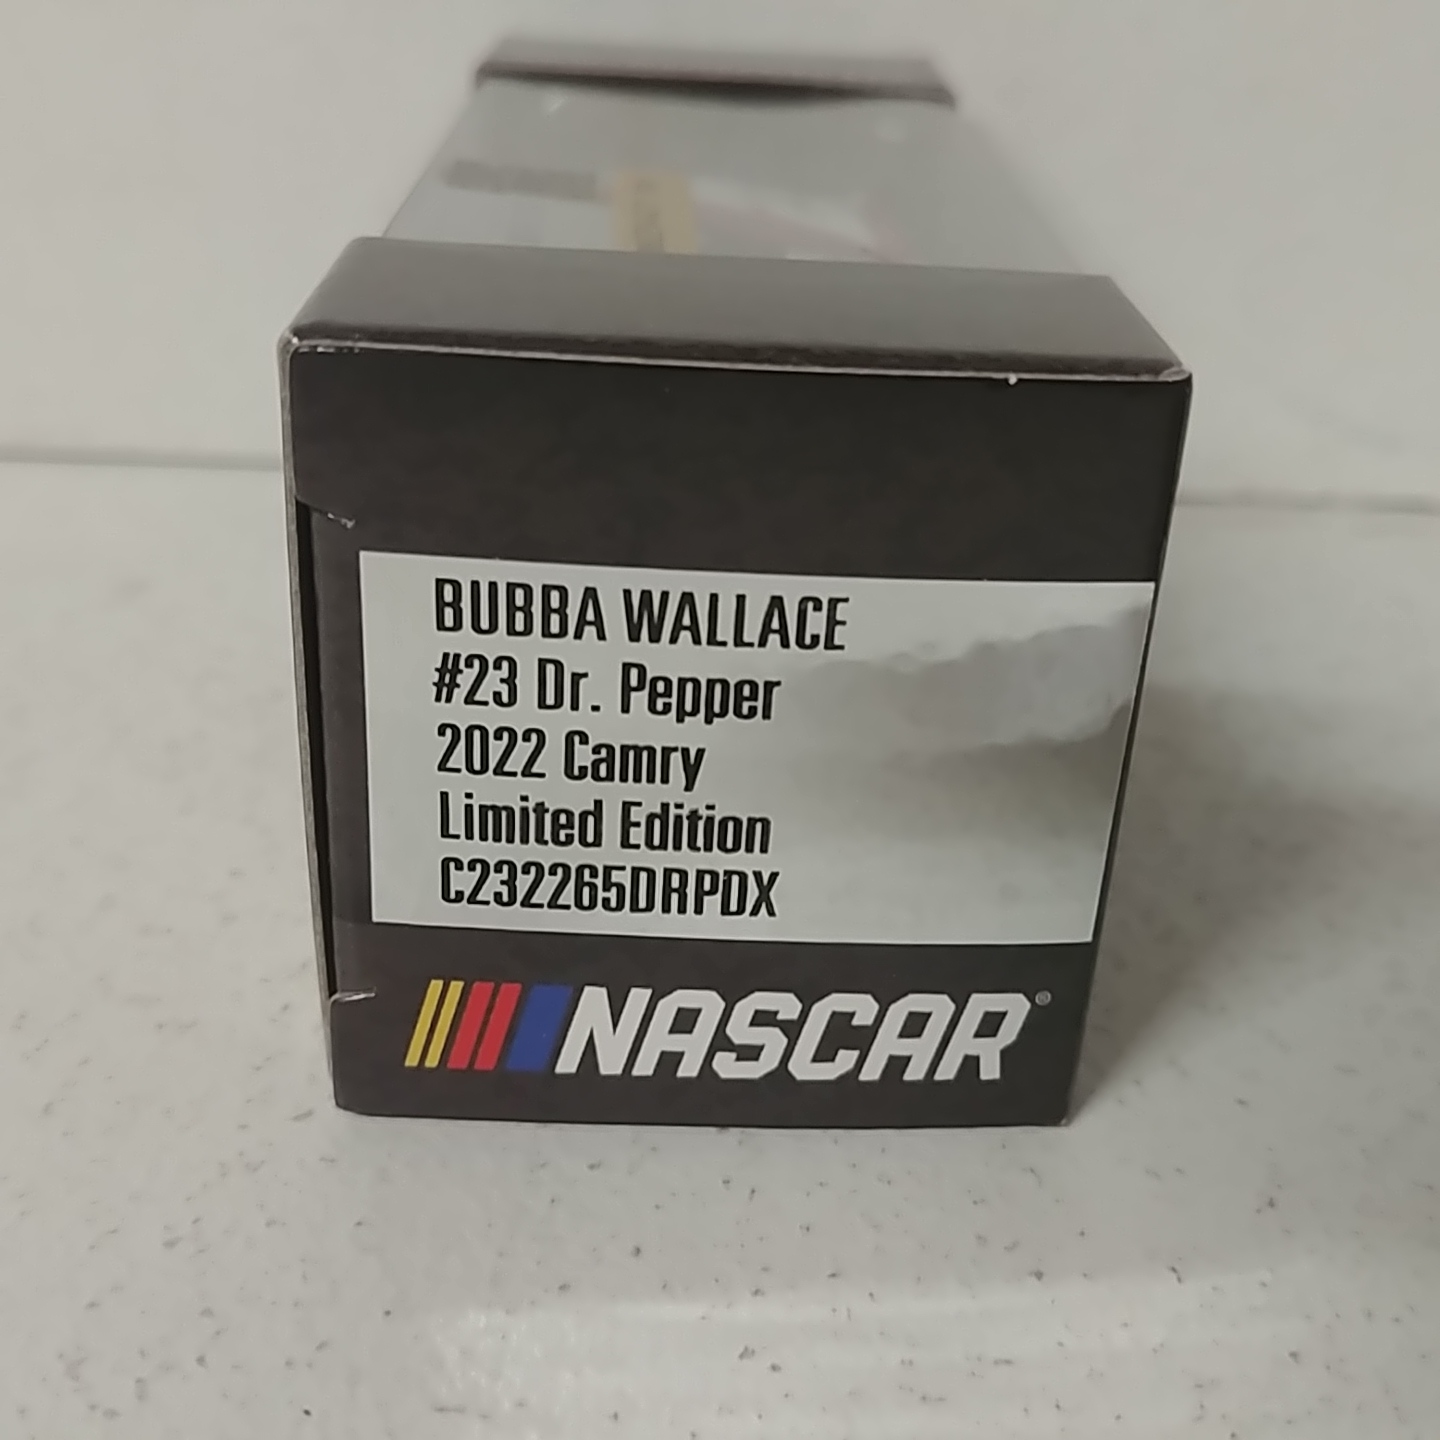 BUBBA WALLACE
#23 Dr. Pepper
2022 Camry
Limited Edition
C232265DRPDX
NASCAR®